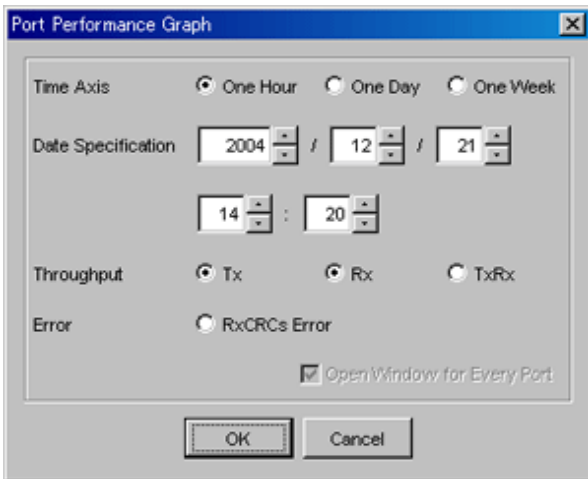 Port Performance Graph
Time Axis One Hour One Day One Week
Date Specification 2004 / 12 / 21
14 : 20
Throughput Tx Rx TxRx
Error RxCRCs Error
Open Window for Every Port
OK Cancel